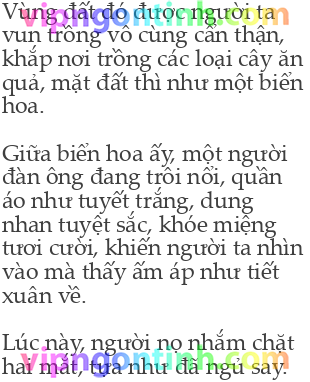 Vùng đất đó được người ta
vun trồng vô cùng cẩn thận,
khắp nơi trồng các loại cây ăn
quả, mặt đất thì như một biển
hoa.
Giữa biển hoa ấy, một người
đàn ông đang trôi nổi, quần
áo như tuyết trắng, dung
nhan tuyệt sắc, khóe miệng
tươi cười, khiến người ta nhìn
vào mà thấy ấm áp như tiết
xuân về.
Lúc này, người nọ nhắm chặt
hai mắt, tựa như đã ngủ say.
vipngontinh.com
vipngontinh.com